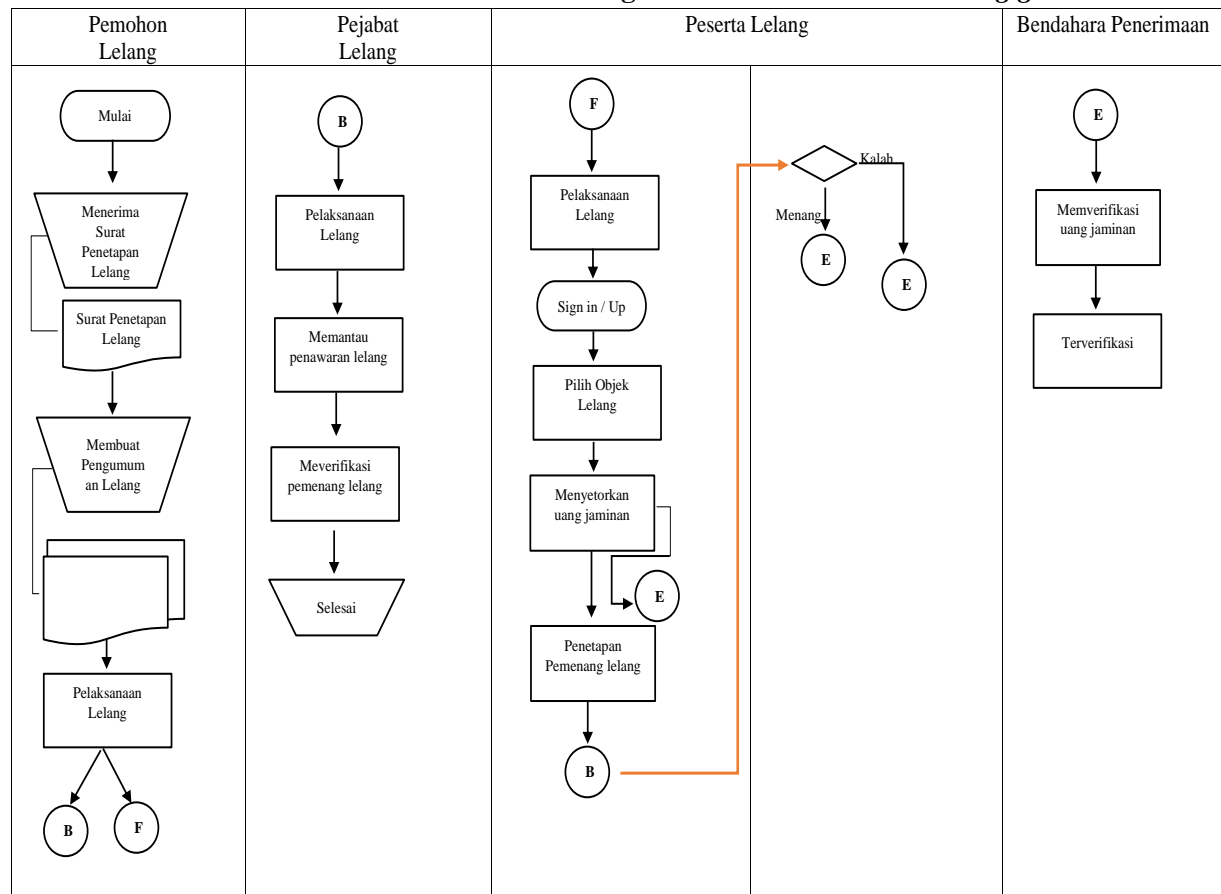 Pemohon
Lelang
Pejabat
Lelang
Peserta Lelang
Bendahara Penerimaan
Mulai
Menerima
Surat
Penetapan
Lelang
Surat Penetapan
Lelang
Membuat
Pengumum
an Lelang
Pelaksanaan
Lelang
B
F
B
Pelaksanaan
Lelang
Memantau
penawaran lelang
Meverifikasi
pemenang lelang
Selesai
F
Pelaksanaan
Lelang
Sign in / Up
Pilih Objek
Lelang
Menyetorkan
uang jaminan
E
Penetapan
Pemenang lelang
B
Kalah
Menang
E
E
E
Memverifikasi
uang jaminan
Terverifikasi